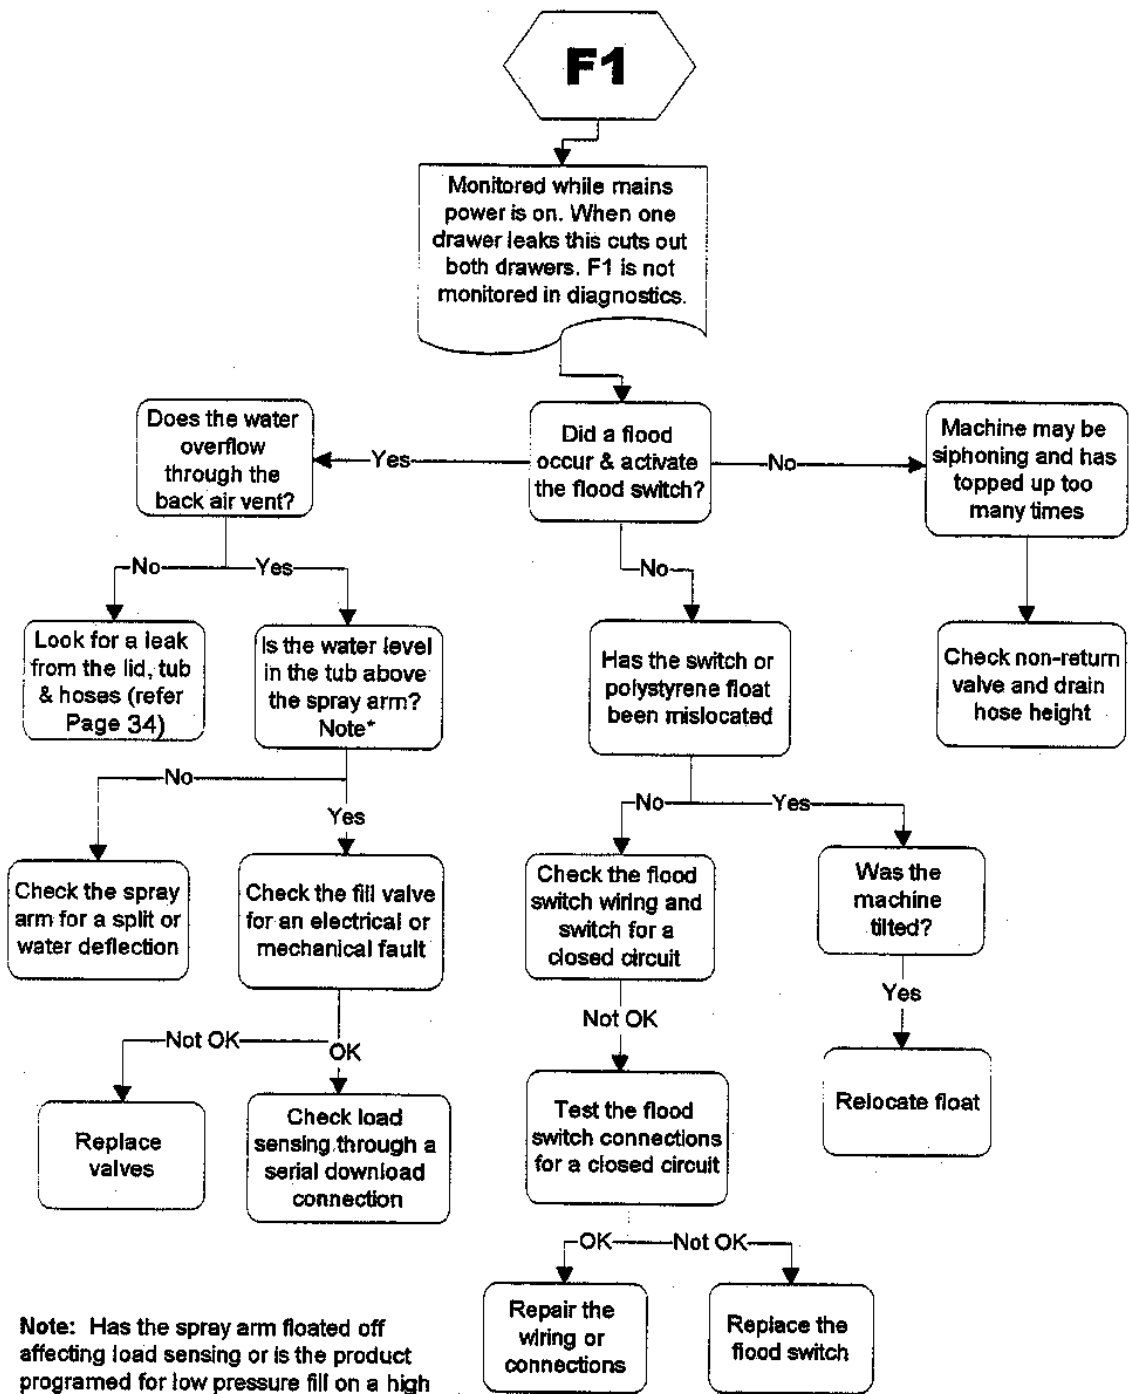 F1
Monitored while mains
power is on. When one
drawer leaks this cuts out
both drawers. F1 is not
monitored in diagnostics.
Does the water
overflow
through the
back air vent?
Yes
Did a flood
occur & activate
the flood switch?
No
Machine may be
siphoning and has
topped up too
many times
No
Yes
No
Look for a leak
from the lid, tub
& hoses (refer
Page 34)
Is the water level
in the tub above
the spray arm?
Note*
Has the switch or
polystyrene float
been mislocated
Check non-return
valve and drain
hose height
No
Yes
No
Yes
Check the spray
arm for a split or
water deflection
Check the fill valve
for an electrical or
mechanical fault
Check the flood
switch wiring and
switch for a
closed circuit
Was the
machine
tilted?
Not OK
OK
Not OK
Yes
Replace
valves
Check load
sensing through a
serial download
connection
Test the flood
switch connections
for a closed circuit
Relocate float
OK
Not OK
Repair the
wiring or
connections
Replace the
flood switch
Note: Has the spray arm floated off
affecting load sensing or is the product
programed for low pressure fill on a high